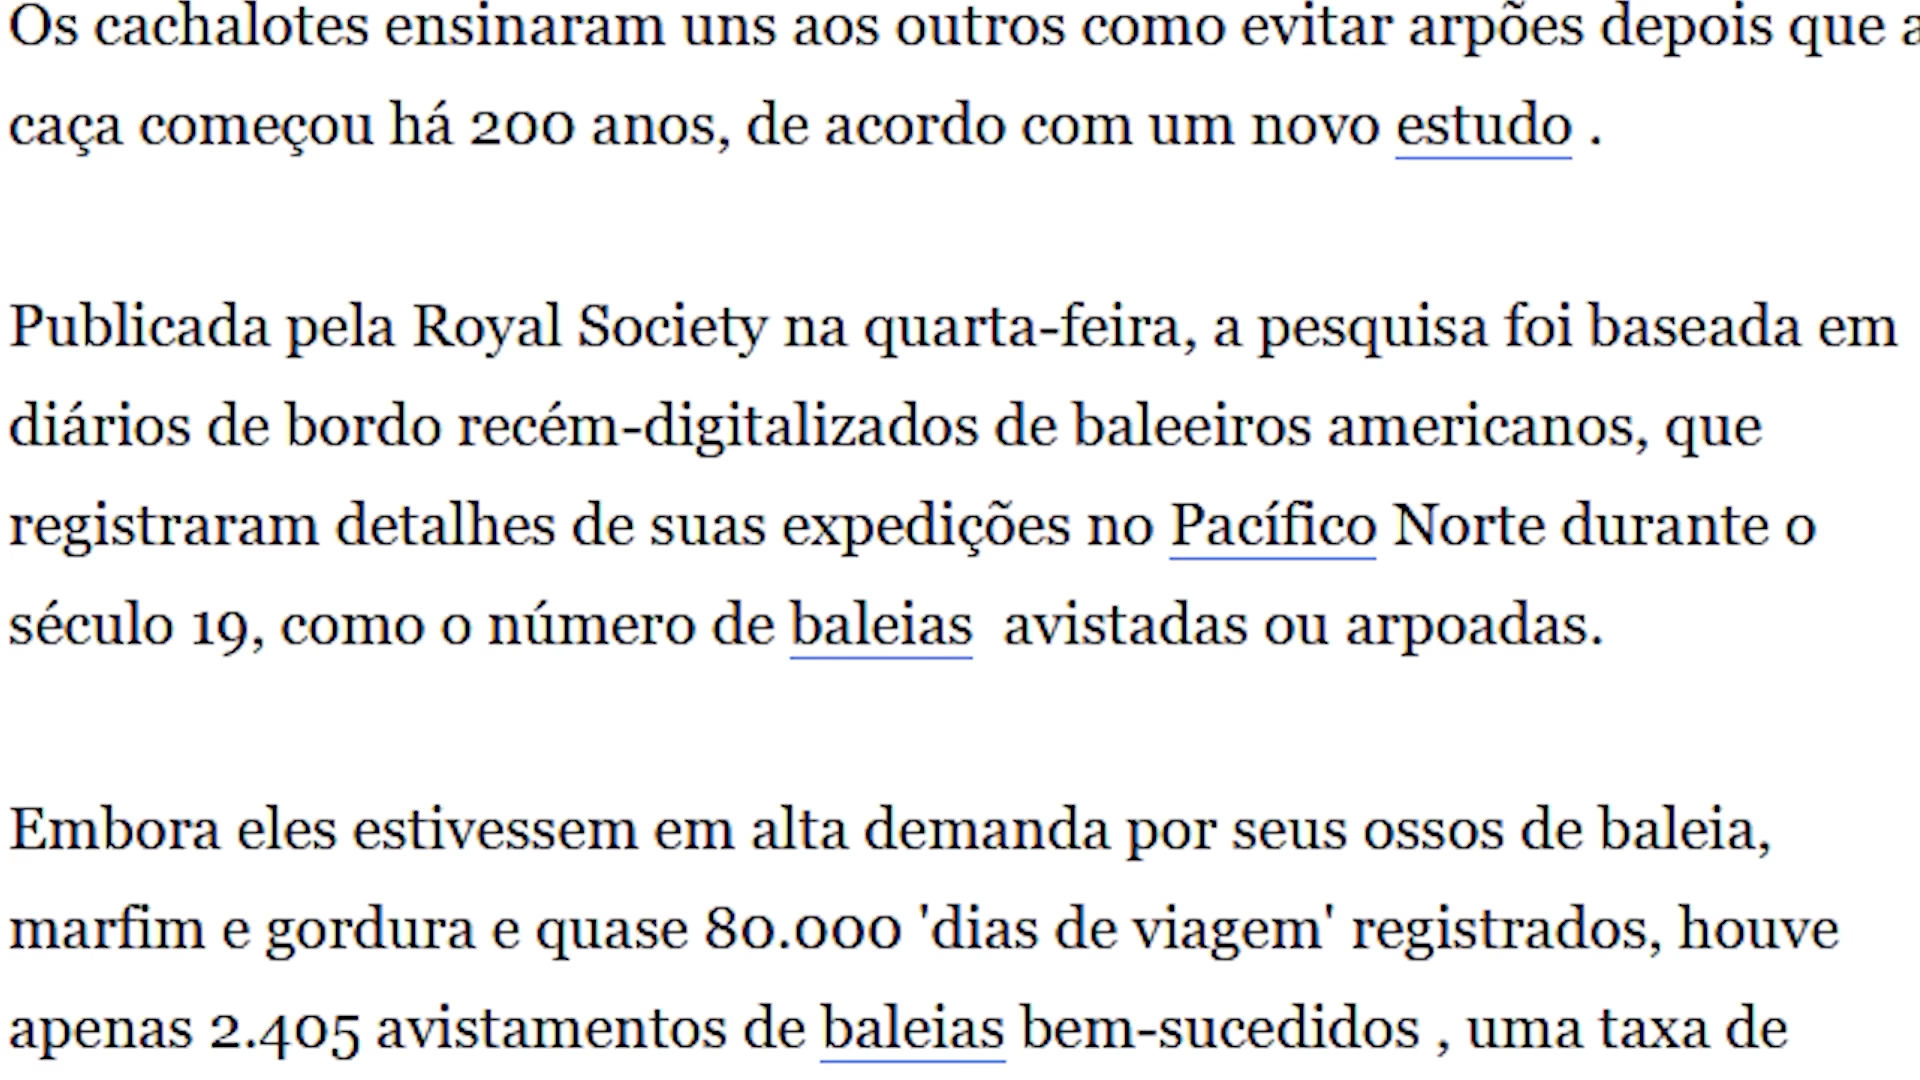 Os cachalotes ensinaram uns aos outros como evitar arpões depois que a
caça começou há 200 anos, de acordo com um novo estudo .
Publicada pela Royal Society na quarta-feira, a pesquisa foi baseada em
diários de bordo recém-digitalizados de baleeiros americanos, que
registraram detalhes de suas expedições no Pacífico Norte durante o
século 19, como o número de baleias  avistadas ou arpoadas.
Embora eles estivessem em alta demanda por seus ossos de baleia,
marfim e gordura e quase 80.000 'dias de viagem' registrados, houve
apenas 2.405 avistamentos de baleias bem-sucedidos , uma taxa de